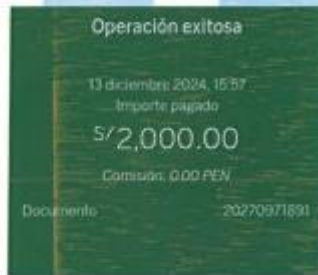 Operación exitosa
13 diciembre 2024, 15:57
Importe pagado
S/2,000.00
Comisión: 0.00 PEN
Documento 20270971891